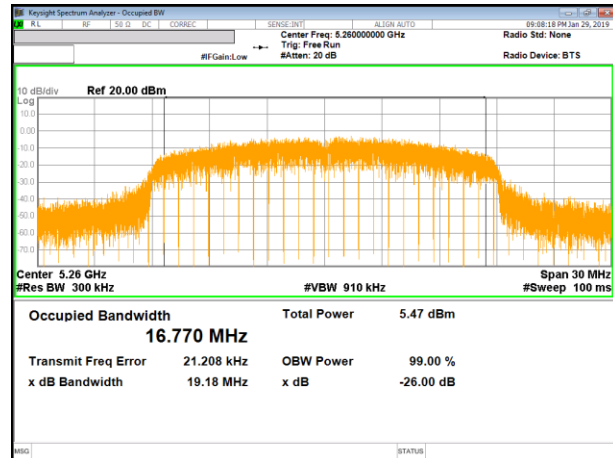 Keysight Spectrum Analyzer - Occupied BW
RL RF 50 Ω DC CORREC SENSE:INT ALIGN AUTO 09:08:18 PM Jan 29, 2019
Center Freq: 5.260000000 GHz Radio Std: None
Trig: Free Run
#IFGain:Low #Atten: 20 dB Radio Device: BTS
10 dB/div Ref 20.00 dBm
Log
10.0
0.00
-10.0
-20.0
-30.0
-40.0
-50.0
-60.0
-70.0
Center 5.26 GHz Span 30 MHz
#Res BW 300 kHz #VBW 910 kHz #Sweep 100 ms
Occupied Bandwidth Total Power 5.47 dBm
16.770 MHz
Transmit Freq Error 21.208 kHz OBW Power 99.00 %
x dB Bandwidth 19.18 MHz x dB -26.00 dB
MSG STATUS